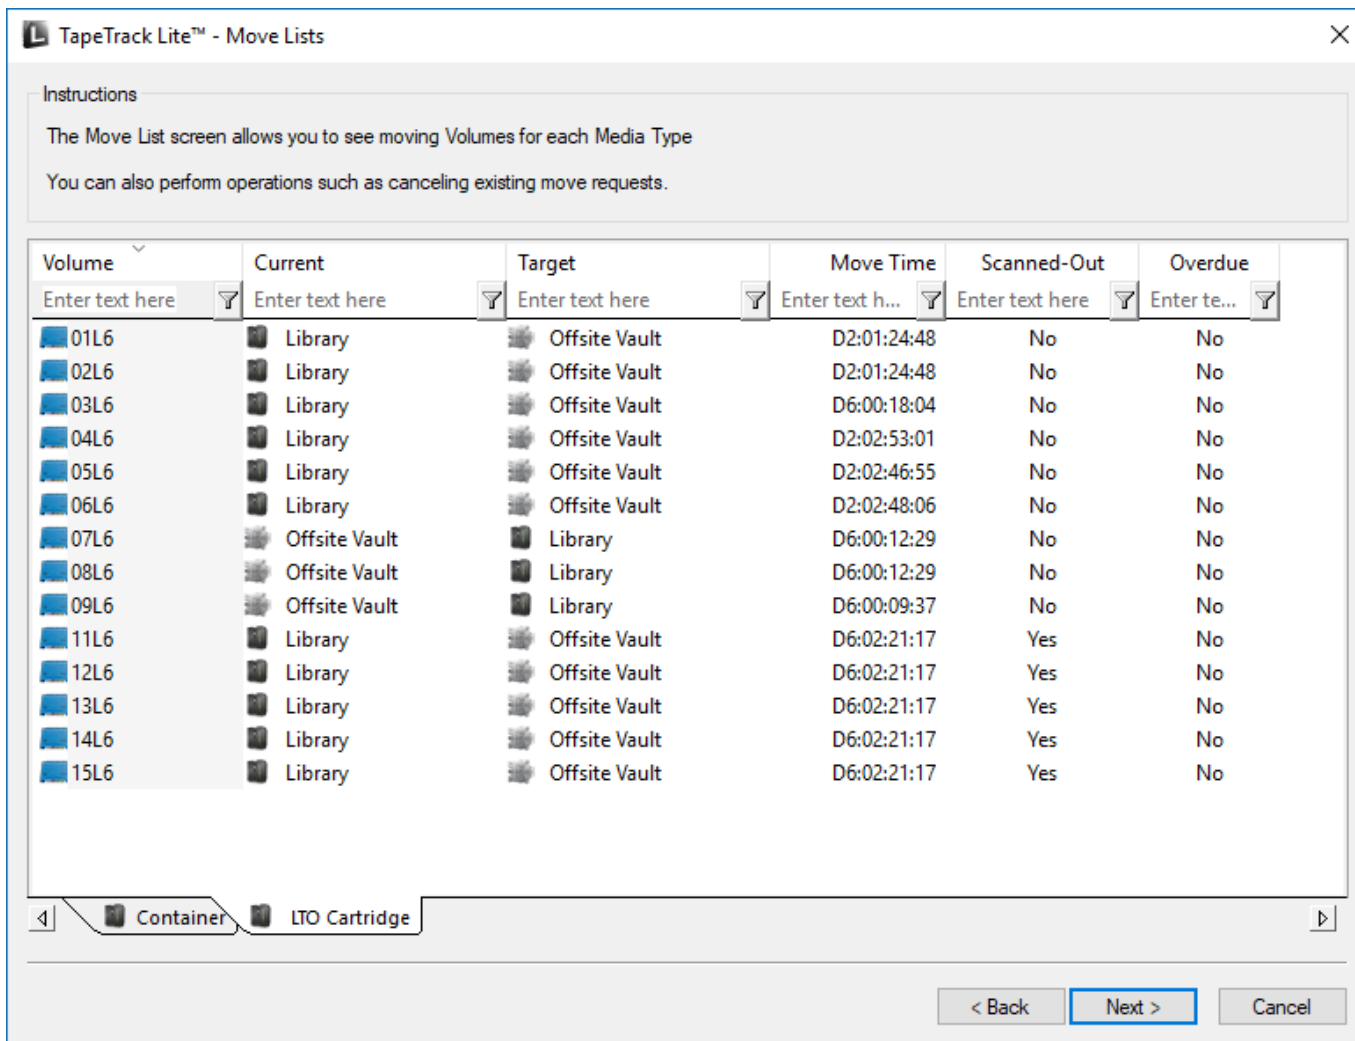 TapeTrack Lite™ - Move Lists
Instructions
The Move List screen allows you to see moving Volumes for each Media Type
You can also perform operations such as canceling existing move requests.
Volume Current Target Move Time Scanned-Out Overdue
Enter text here Enter text here Enter text here Enter text h... Enter text here Enter te...
01L6 Library Offsite Vault D2:01:24:48 No No
02L6 Library Offsite Vault D2:01:24:48 No No
03L6 Library Offsite Vault D6:00:18:04 No No
04L6 Library Offsite Vault D2:02:53:01 No No
05L6 Library Offsite Vault D2:02:46:55 No No
06L6 Library Offsite Vault D2:02:48:06 No No
07L6 Offsite Vault Library D6:00:12:29 No No
08L6 Offsite Vault Library D6:00:12:29 No No
09L6 Offsite Vault Library D6:00:09:37 No No
11L6 Library Offsite Vault D6:02:21:17 Yes No
12L6 Library Offsite Vault D6:02:21:17 Yes No
13L6 Library Offsite Vault D6:02:21:17 Yes No
14L6 Library Offsite Vault D6:02:21:17 Yes No
15L6 Library Offsite Vault D6:02:21:17 Yes No
Container LTO Cartridge
< Back Next > Cancel